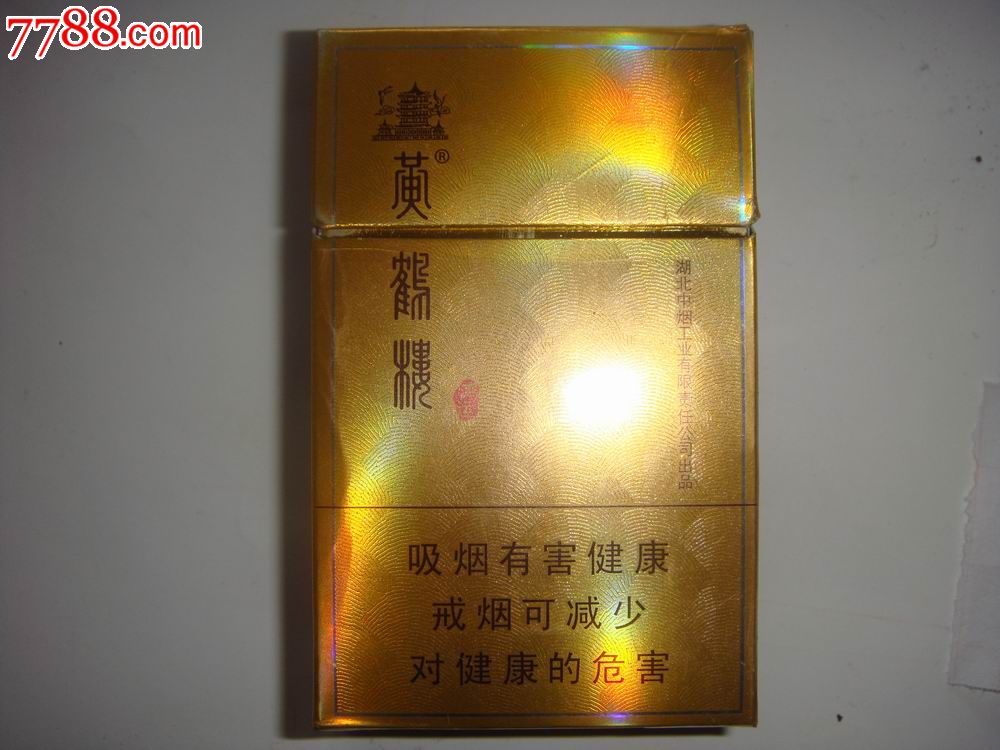 7788.com
黄鹤楼®
湖北中烟工业有限责任公司出品
吸烟有害健康
戒烟可减少
对健康的危害